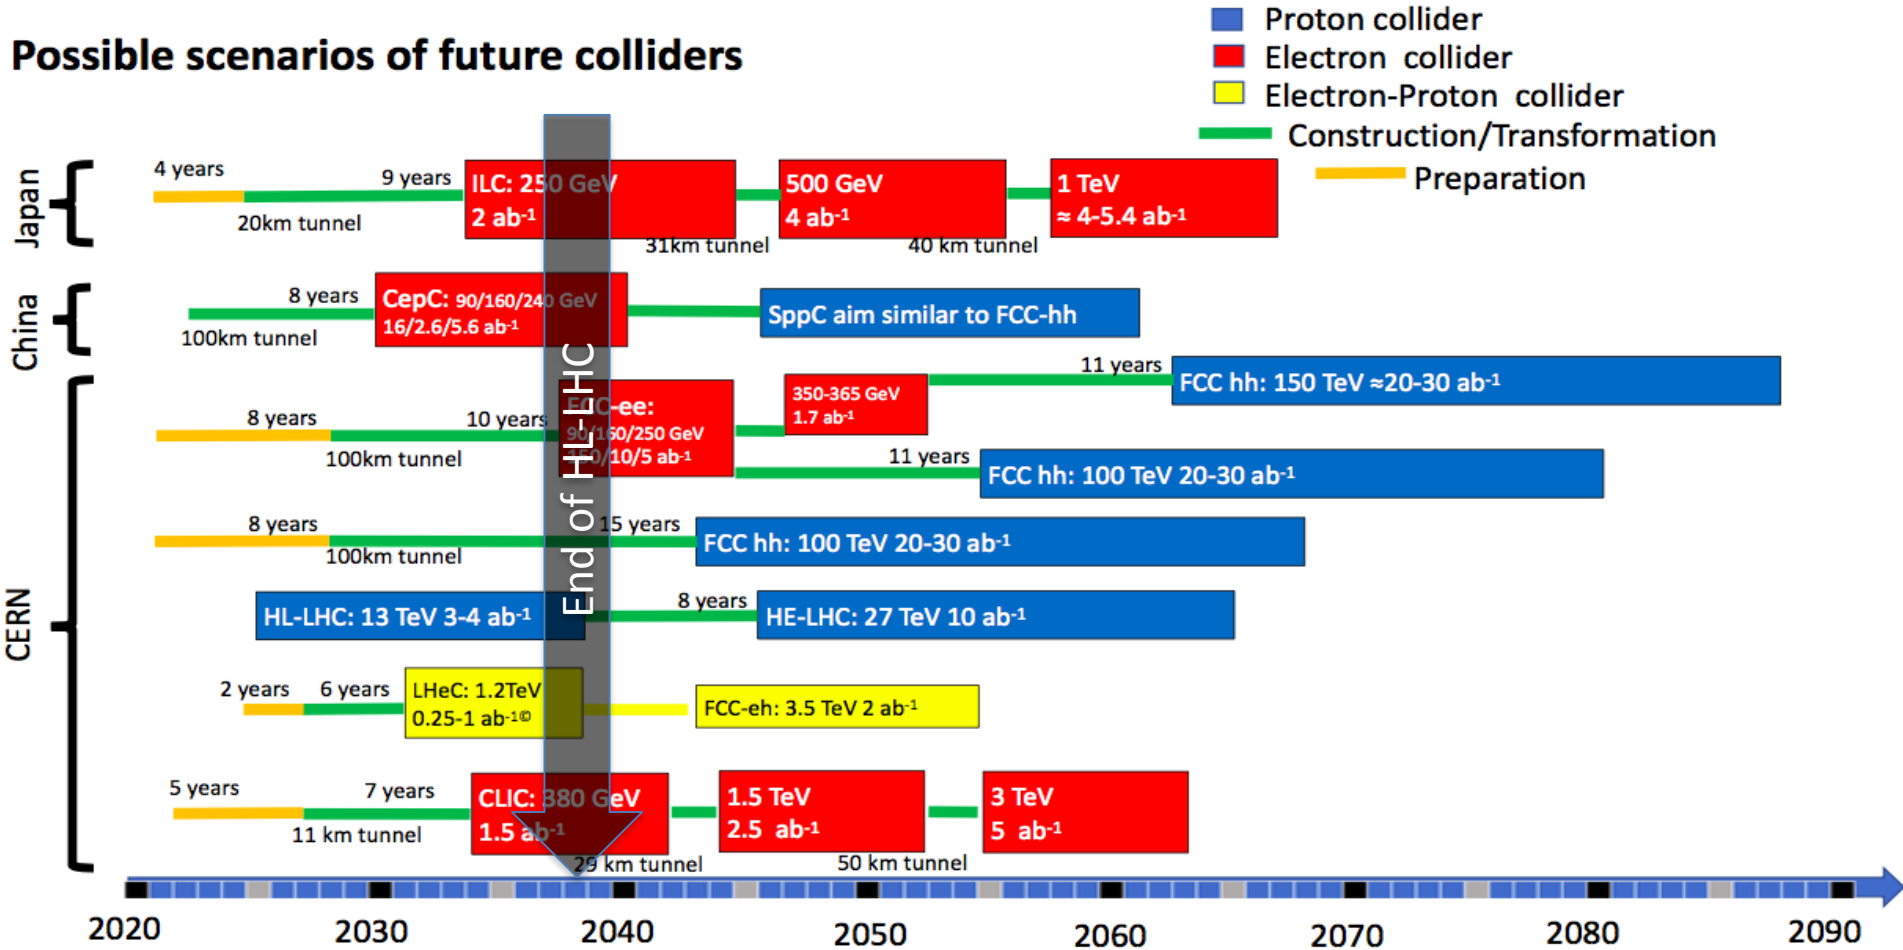 Possible scenarios of future colliders
Proton collider
Electron collider
Electron-Proton collider
Construction/Transformation
Preparation
Japan
4 years
9 years
20km tunnel
ILC: 250 GeV
2 ab-1
31km tunnel
500 GeV
4 ab-1
40 km tunnel
1 TeV
≈ 4-5.4 ab-1
China
8 years
100km tunnel
CepC: 90/160/240 GeV
16/2.6/5.6 ab-1
SppC aim similar to FCC-hh
End of HL-LHC
CERN
8 years
10 years
100km tunnel
FCC-ee:
90/160/250 GeV
150/10/5 ab-1
350-365 GeV
1.7 ab-1
11 years
FCC hh: 150 TeV ≈20-30 ab-1
11 years
FCC hh: 100 TeV 20-30 ab-1
8 years
100km tunnel
15 years
FCC hh: 100 TeV 20-30 ab-1
HL-LHC: 13 TeV 3-4 ab-1
8 years
HE-LHC: 27 TeV 10 ab-1
2 years
6 years
LHeC: 1.2TeV
0.25-1 ab-1©
FCC-eh: 3.5 TeV 2 ab-1
5 years
7 years
11 km tunnel
CLIC: 380 GeV
1.5 ab-1
29 km tunnel
1.5 TeV
2.5 ab-1
50 km tunnel
3 TeV
5 ab-1
2020 2030 2040 2050 2060 2070 2080 2090